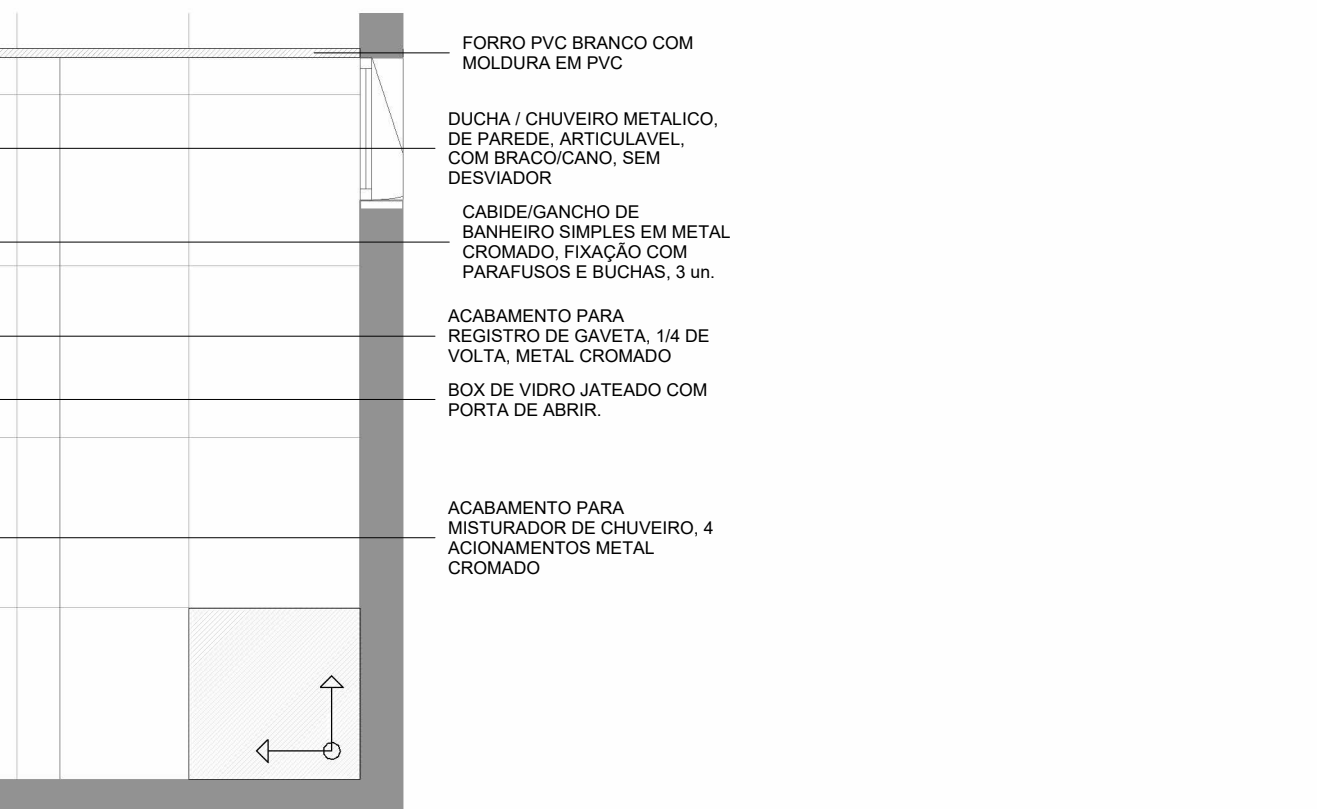 FORRO PVC BRANCO COM
MOLDURA EM PVC
DUCHA / CHUVEIRO METALICO,
DE PAREDE, ARTICULAVEL,
COM BRACO/CANO, SEM
DESVIADOR
CABIDE/GANCHO DE
BANHEIRO SIMPLES EM METAL
CROMADO, FIXAÇÃO COM
PARAFUSOS E BUCHAS, 3 un.
ACABAMENTO PARA
REGISTRO DE GAVETA, 1/4 DE
VOLTA, METAL CROMADO
BOX DE VIDRO JATEADO COM
PORTA DE ABRIR.
ACABAMENTO PARA
MISTURADOR DE CHUVEIRO, 4
ACIONAMENTOS METAL
CROMADO